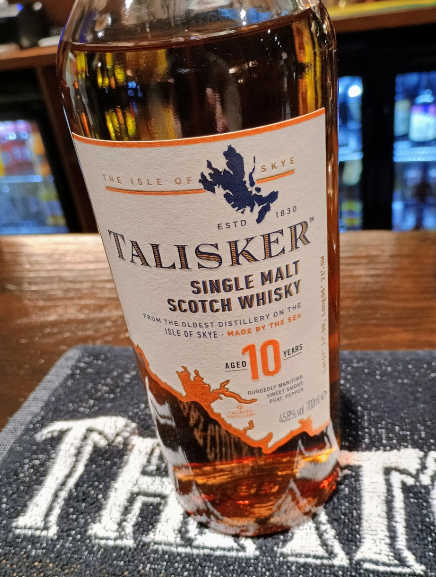 THE ISLE OF SKYE
ESTD 1830
TALISKER™
SINGLE MALT
SCOTCH WHISKY
FROM THE OLDEST DISTILLERY ON THE
ISLE OF SKYE · MADE BY THE SEA
AGED 10 YEARS
RUGGEDLY MARITIME.
SWEET SMOKE.
PEAT. PEPPER.
45.8% vol 700ml e